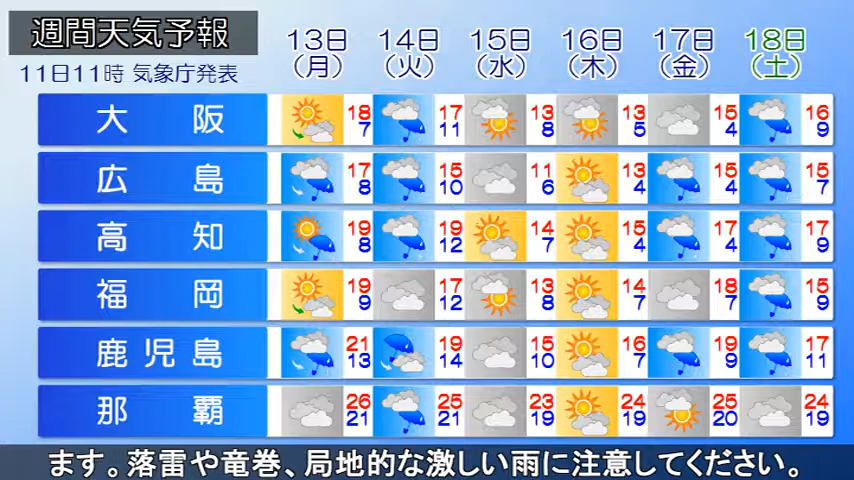 週間天気予報
11日11時 気象庁発表
13日 14日 15日 16日 17日 18日
(月) (火) (水) (木) (金) (土)
大阪 18 7 17 11 13 8 13 5 15 4 16 9
広島 17 8 15 10 11 6 13 4 15 4 15 7
高知 19 8 19 12 14 7 15 4 17 4 17 9
福岡 19 9 17 12 13 8 14 7 18 7 15 9
鹿児島 21 13 19 14 15 10 16 7 19 9 17 11
那覇 26 21 25 21 23 19 24 19 25 20 24 19
ます。落雷や竜巻、局地的な激しい雨に注意してください。